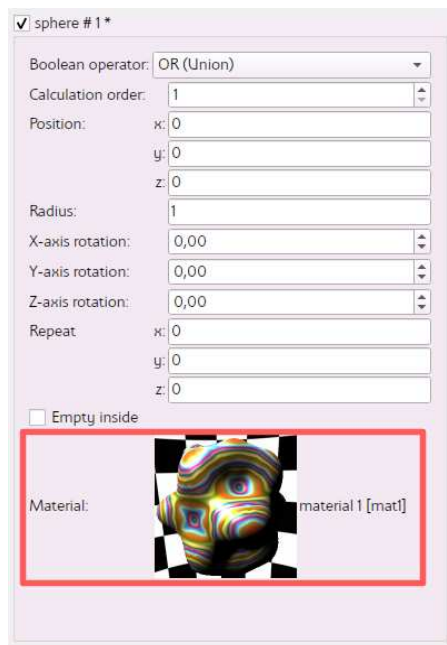 sphere #1*
Boolean operator: OR (Union)
Calculation order: 1
Position: x: 0
y: 0
z: 0
Radius: 1
X-axis rotation: 0,00
Y-axis rotation: 0,00
Z-axis rotation: 0,00
Repeat x: 0
y: 0
z: 0
Empty inside
Material: material 1 [mat1]